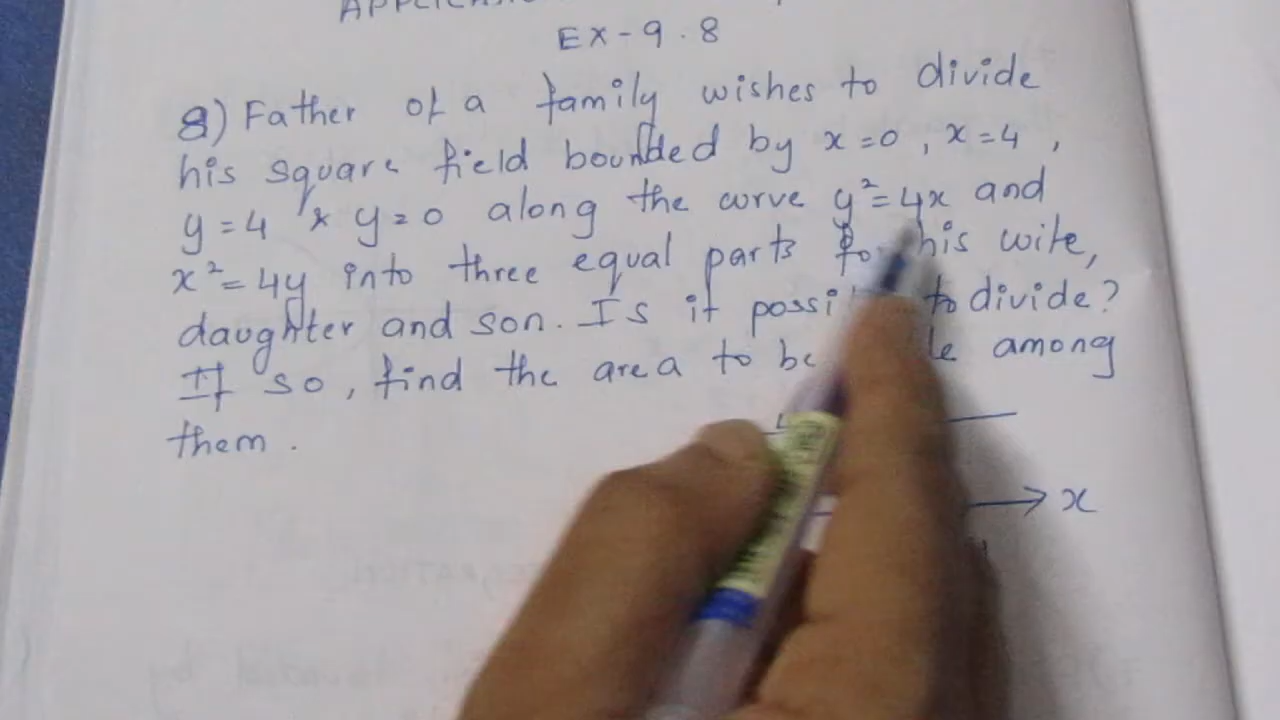 EX-9.8
8) Father of a family wishes to divide
his square field bounded by x=0, x=4,
y=4 & y=0 along the curve y²=4x and
x²=4y into three equal parts for his wife,
daughter and son. Is it possi to divide?
If so, find the area to be among
them.
x